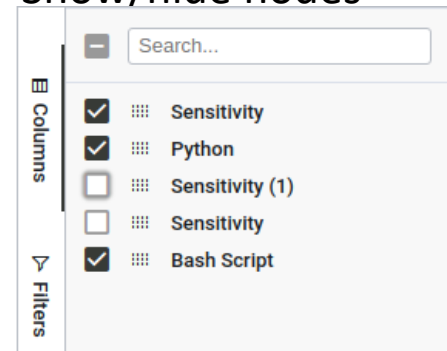 Show/hide nodes
Search...
Columns
Sensitivity
Python
Sensitivity (1)
Sensitivity
Bash Script
Filters